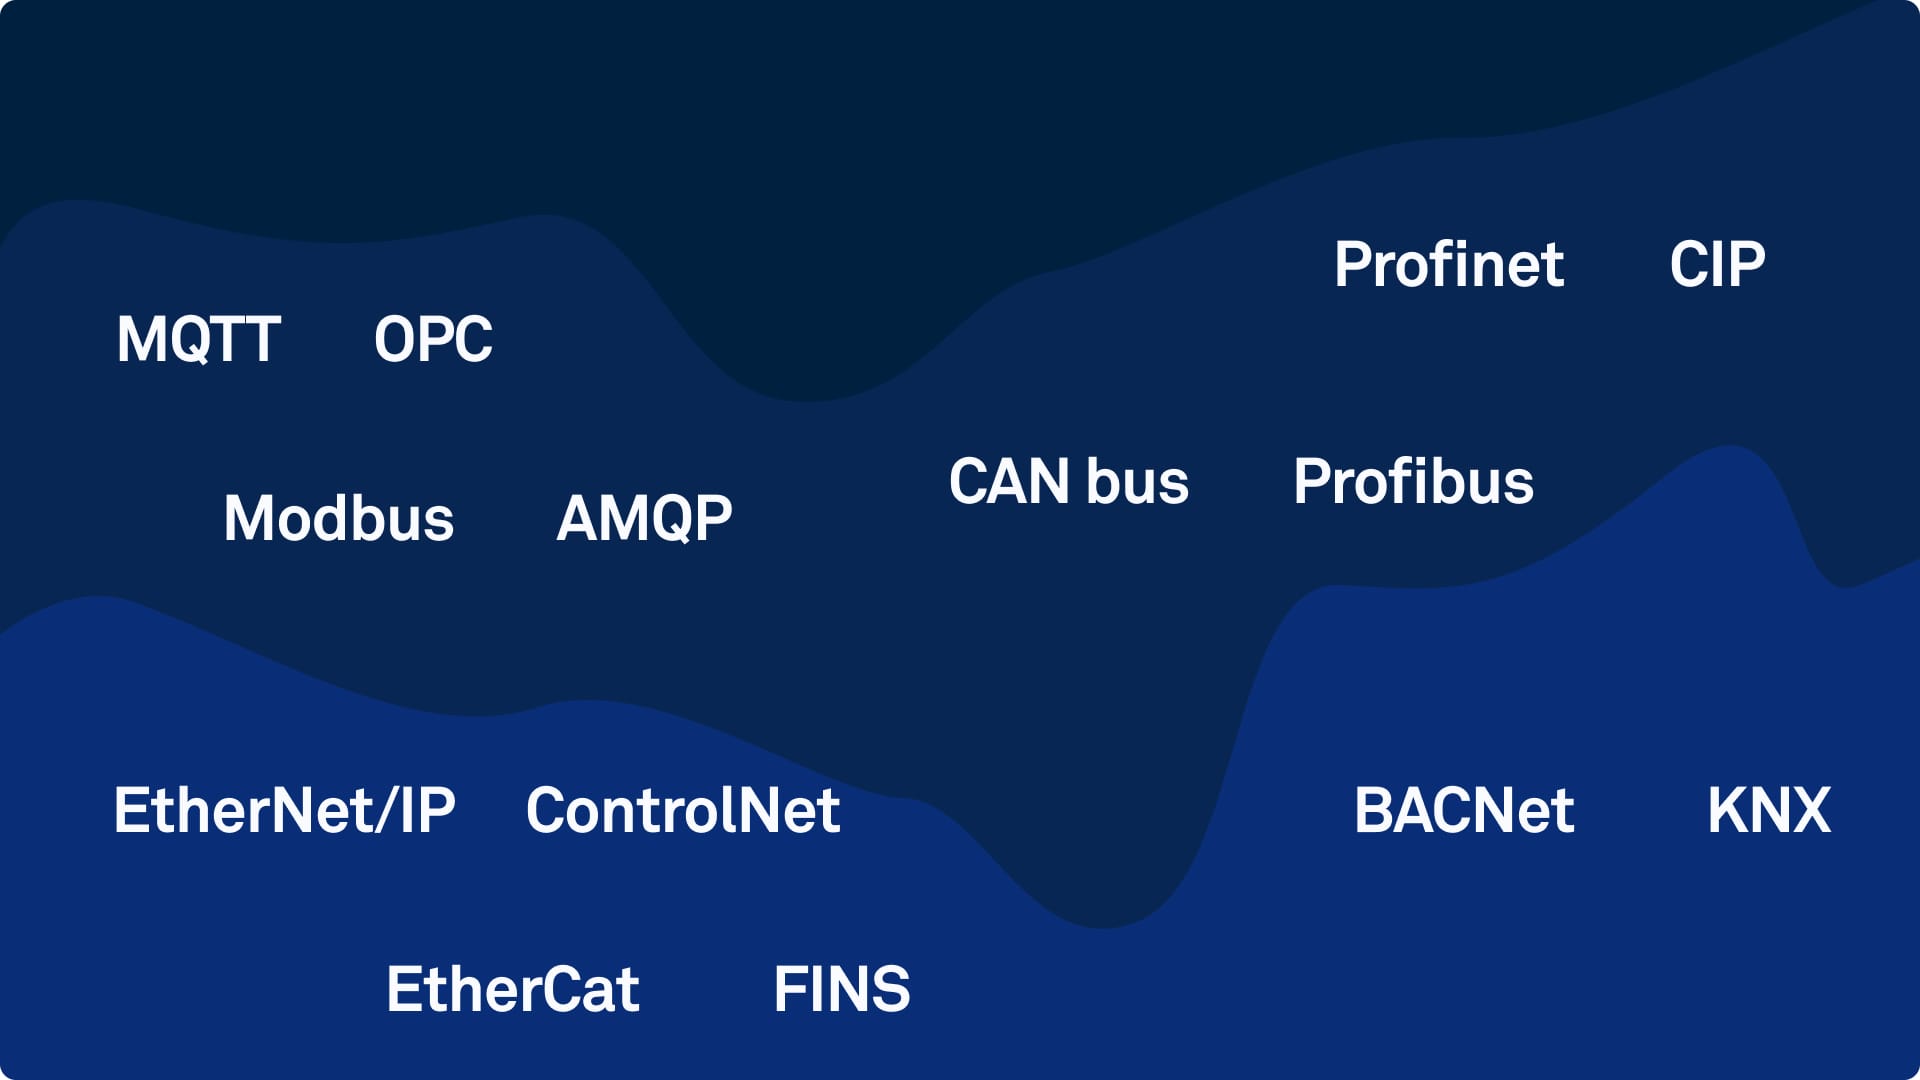 Profinet CIP
MQTT OPC
CAN bus Profibus
Modbus AMQP
EtherNet/IP ControlNet BACNet KNX
EtherCat FINS